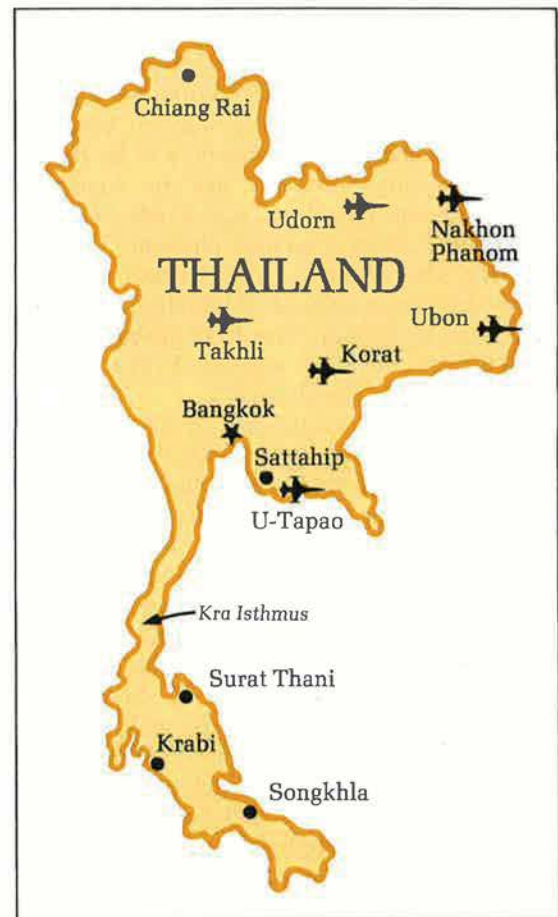 Chiang Rai
Udorn
Nakhon
Phanom
THAILAND
Ubon
Takhli
Korat
Bangkok
Sattahip
U-Tapao
Kra Isthmus
Surat Thani
Krabi
Songkhla